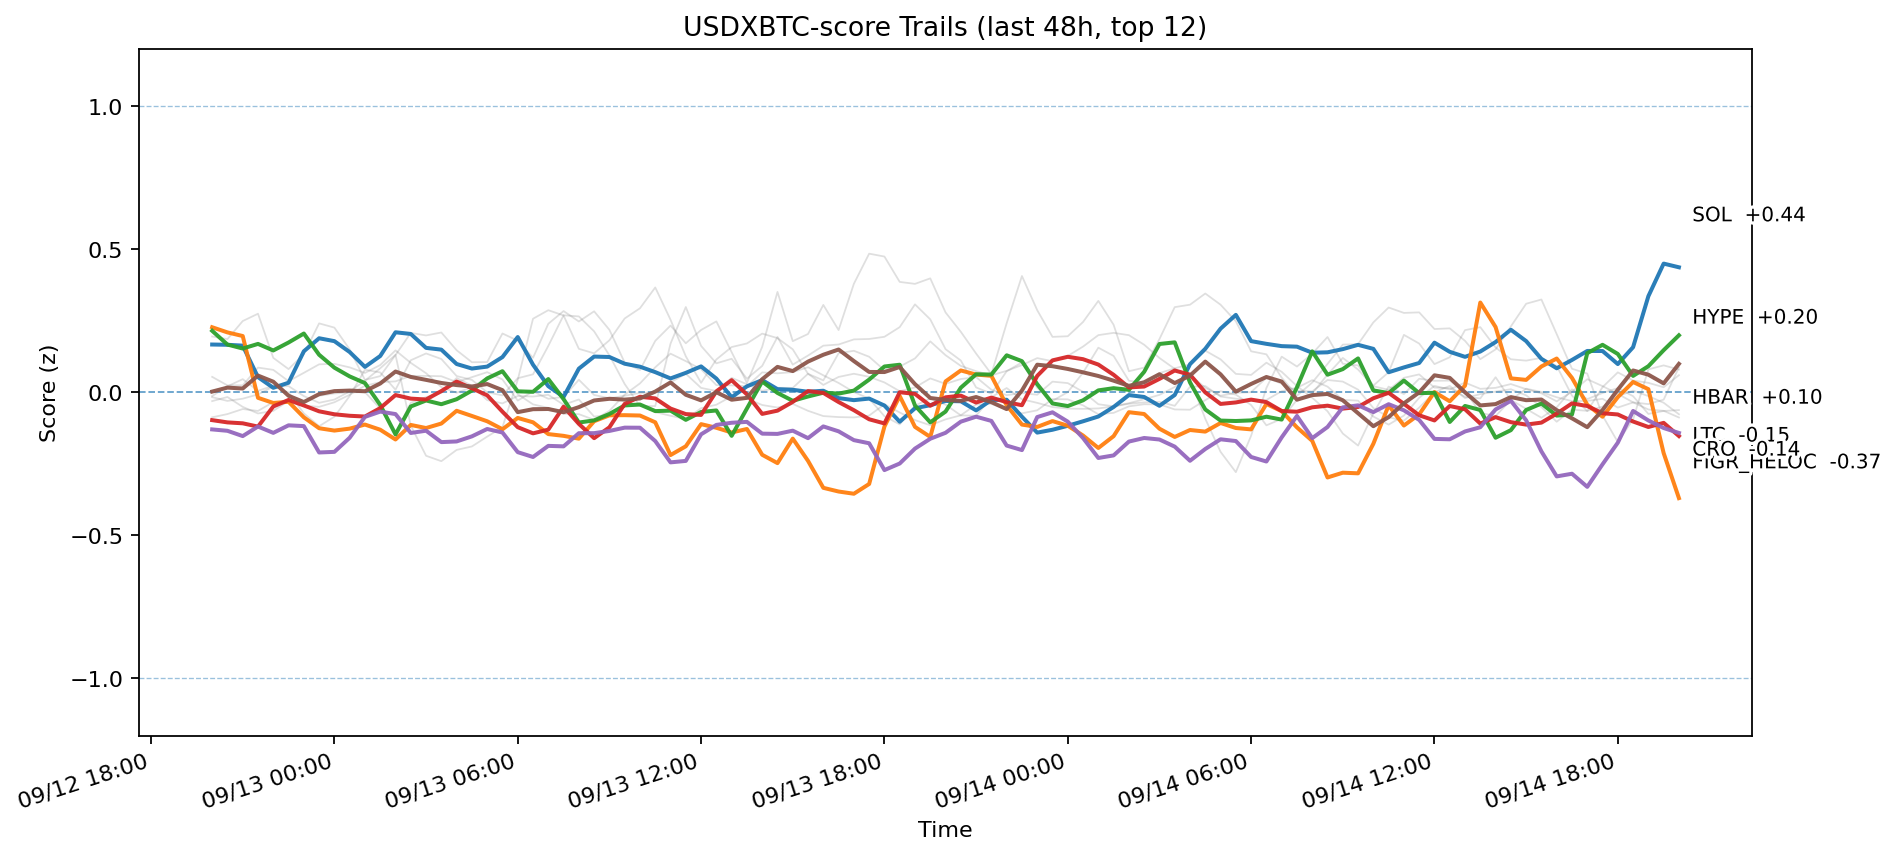 USDXBTC-score Trails (last 48h, top 12)
Score (z)
1.0
0.5
0.0
−0.5
−1.0
SOL +0.44
HYPE +0.20
HBAR +0.10
LTC -0.15
CRO -0.14
FIGR_HELOC -0.37
09/12 18:00
09/13 00:00
09/13 06:00
09/13 12:00
09/13 18:00
09/14 00:00
09/14 06:00
09/14 12:00
09/14 18:00
Time